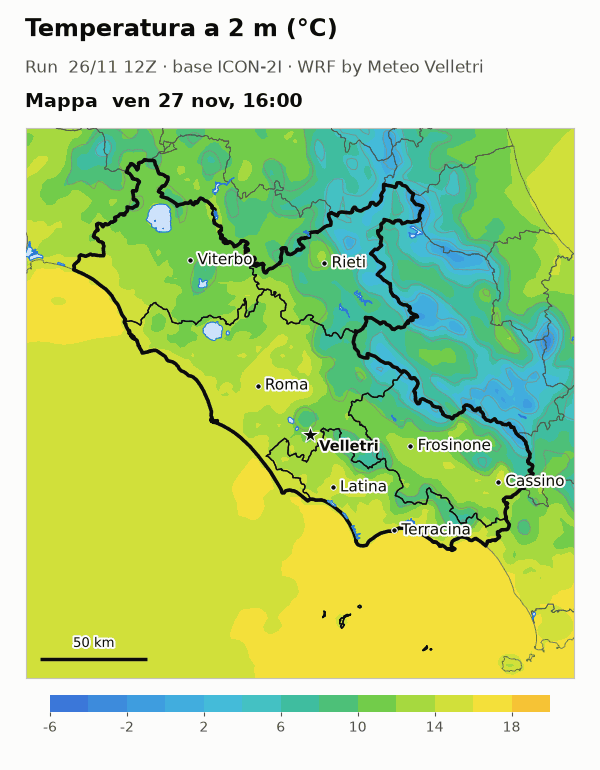 Temperatura a 2 m (°C)
Run  26/11 12Z · base ICON-2I · WRF by Meteo Velletri
Mappa  ven 27 nov, 16:00
Viterbo
Rieti
Roma
Velletri
Frosinone
Latina
Cassino
Terracina
50 km
-6 -2 2 6 10 14 18